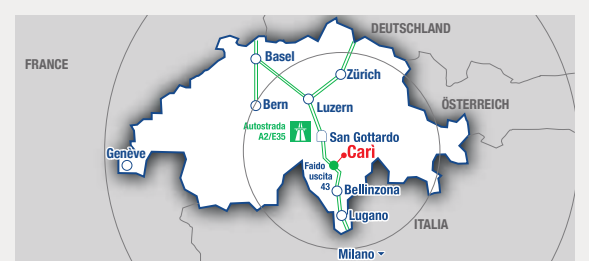 DEUTSCHLAND
FRANCE
Basel
Zürich
Bern
Luzern
ÖSTERREICH
Autostrada
A2/E35
San Gottardo
Carì
Genève
Faido
uscita
43
Bellinzona
Lugano
ITALIA
Milano